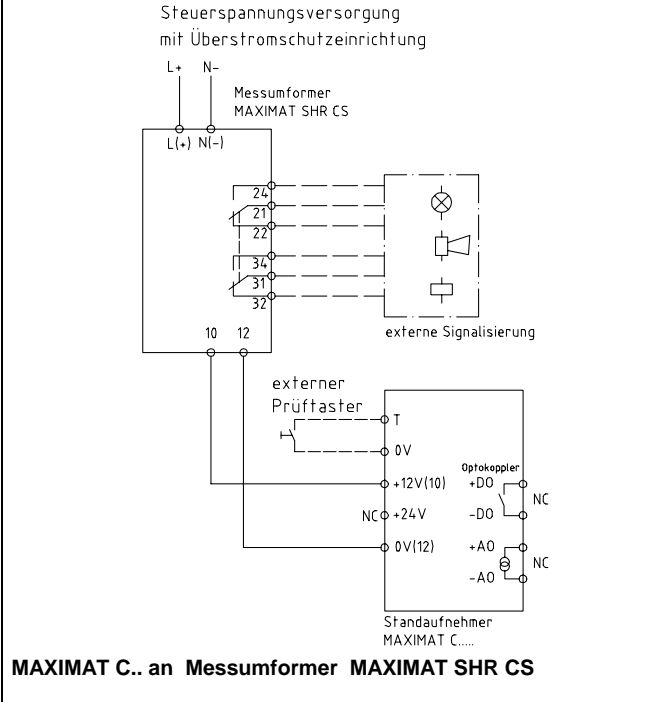 Steuerspannungsversorgung
mit Überstromschutzeinrichtung
L+ N-
Messumformer
MAXIMAT SHR CS
L(+) N(-)
24
21
22
34
31
32
externe Signalisierung
10 12
externer
Prüftaster
T
0V
Optokoppler
+12V(10) +DO
NC
NC +24V -DO
0V(12) +AO
NC
-AO
Standaufnehmer
MAXIMAT C.....
MAXIMAT C.. an Messumformer MAXIMAT SHR CS